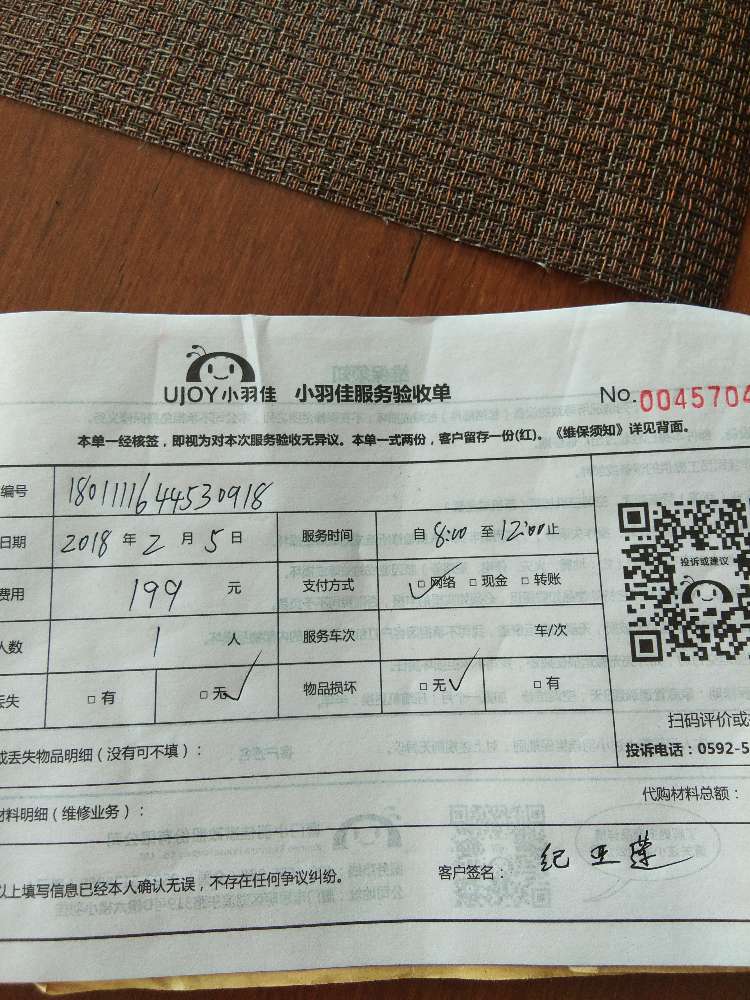 UJOY小羽佳 小羽佳服务验收单 No.0045704
本单一经核签，即视为对本次服务验收无异议。本单一式两份，客户留存一份(红)。《维保须知》详见背面。
编号 1801111644530918
日期 2018 年 2 月 5 日 服务时间 自 8:00 至 12:00 止
费用 199 元 支付方式 □网络 □现金 □转账
人数 1 人 服务车次 车/次
丢失 □有 □无 物品损坏 □无 □有
投诉或建议
扫码评价或
或丢失物品明细（没有可不填）：
投诉电话：0592-5
材料明细（维修业务）：
代购材料总额：
以上填写信息已经本人确认无误，不存在任何争议纠纷。
客户签名： 纪亚莲